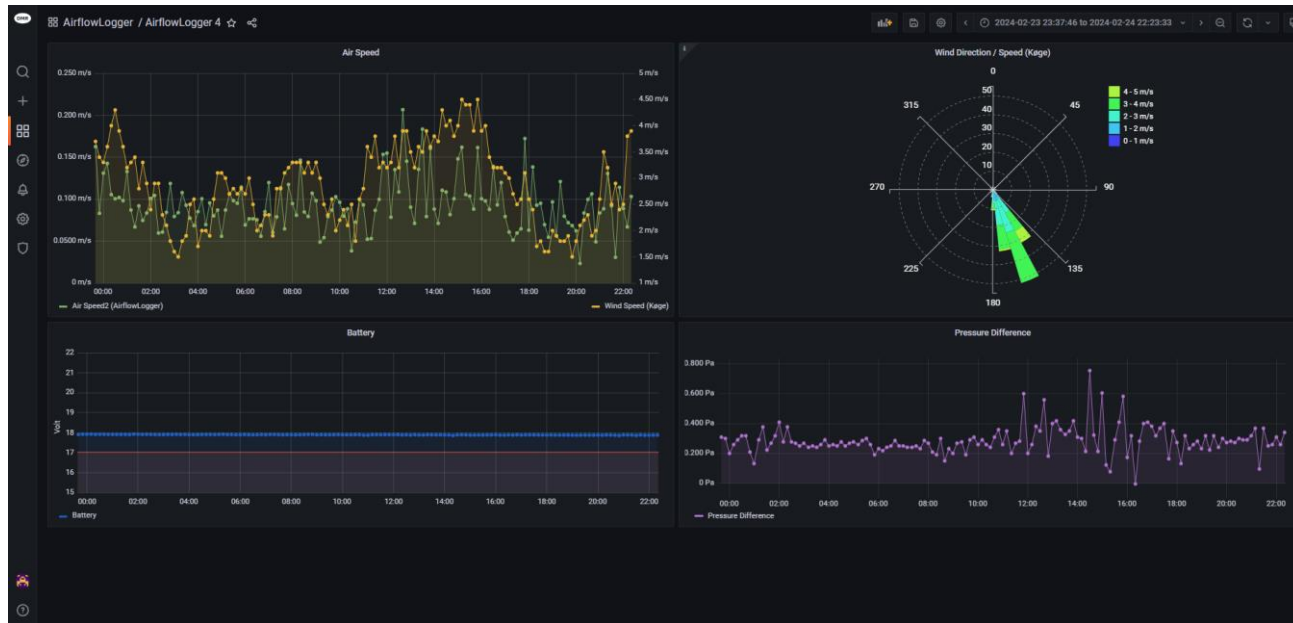 AirflowLogger / AirflowLogger 4
2024-02-23 23:37:46 to 2024-02-24 22:23:33
Air Speed
0.250 m/s
0.200 m/s
0.150 m/s
0.100 m/s
0.0500 m/s
0 m/s
5 m/s
4.50 m/s
4 m/s
3.50 m/s
3 m/s
2.50 m/s
2 m/s
1.50 m/s
1 m/s
00:00 02:00 04:00 06:00 08:00 10:00 12:00 14:00 16:00 18:00 20:00 22:00
Air Speed2 (AirflowLogger)
Wind Speed (Køge)
Wind Direction / Speed (Køge)
0
45
90
135
180
225
270
315
50
40
30
20
10
4 - 5 m/s
3 - 4 m/s
2 - 3 m/s
1 - 2 m/s
0 - 1 m/s
Battery
Volt
22
21
20
19
18
17
16
15
00:00 02:00 04:00 06:00 08:00 10:00 12:00 14:00 16:00 18:00 20:00 22:00
Battery
Pressure Difference
0.800 Pa
0.600 Pa
0.400 Pa
0.200 Pa
0 Pa
00:00 02:00 04:00 06:00 08:00 10:00 12:00 14:00 16:00 18:00 20:00 22:00
Pressure Difference